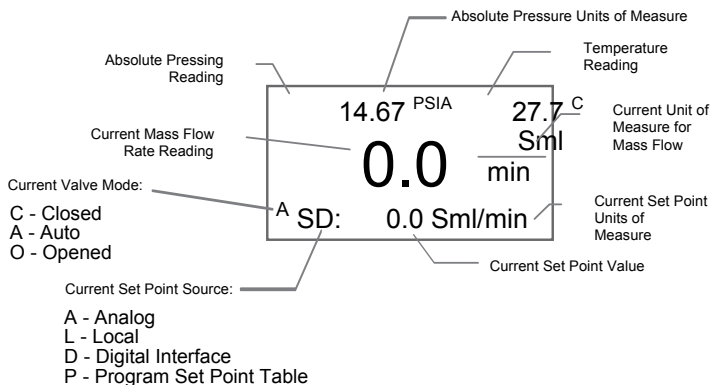 Absolute Pressure Units of Measure
Absolute Pressing
Reading
Temperature
Reading
14.67 PSIA 27.7 C
Current Unit of
Measure for
Mass Flow
Current Mass Flow
Rate Reading
0.0 Sml
min
Current Valve Mode:
C - Closed
A - Auto
O - Opened
A SD: 0.0 Sml/min
Current Set Point
Units of
Measure
Current Set Point Value
Current Set Point Source:
A - Analog
L - Local
D - Digital Interface
P - Program Set Point Table